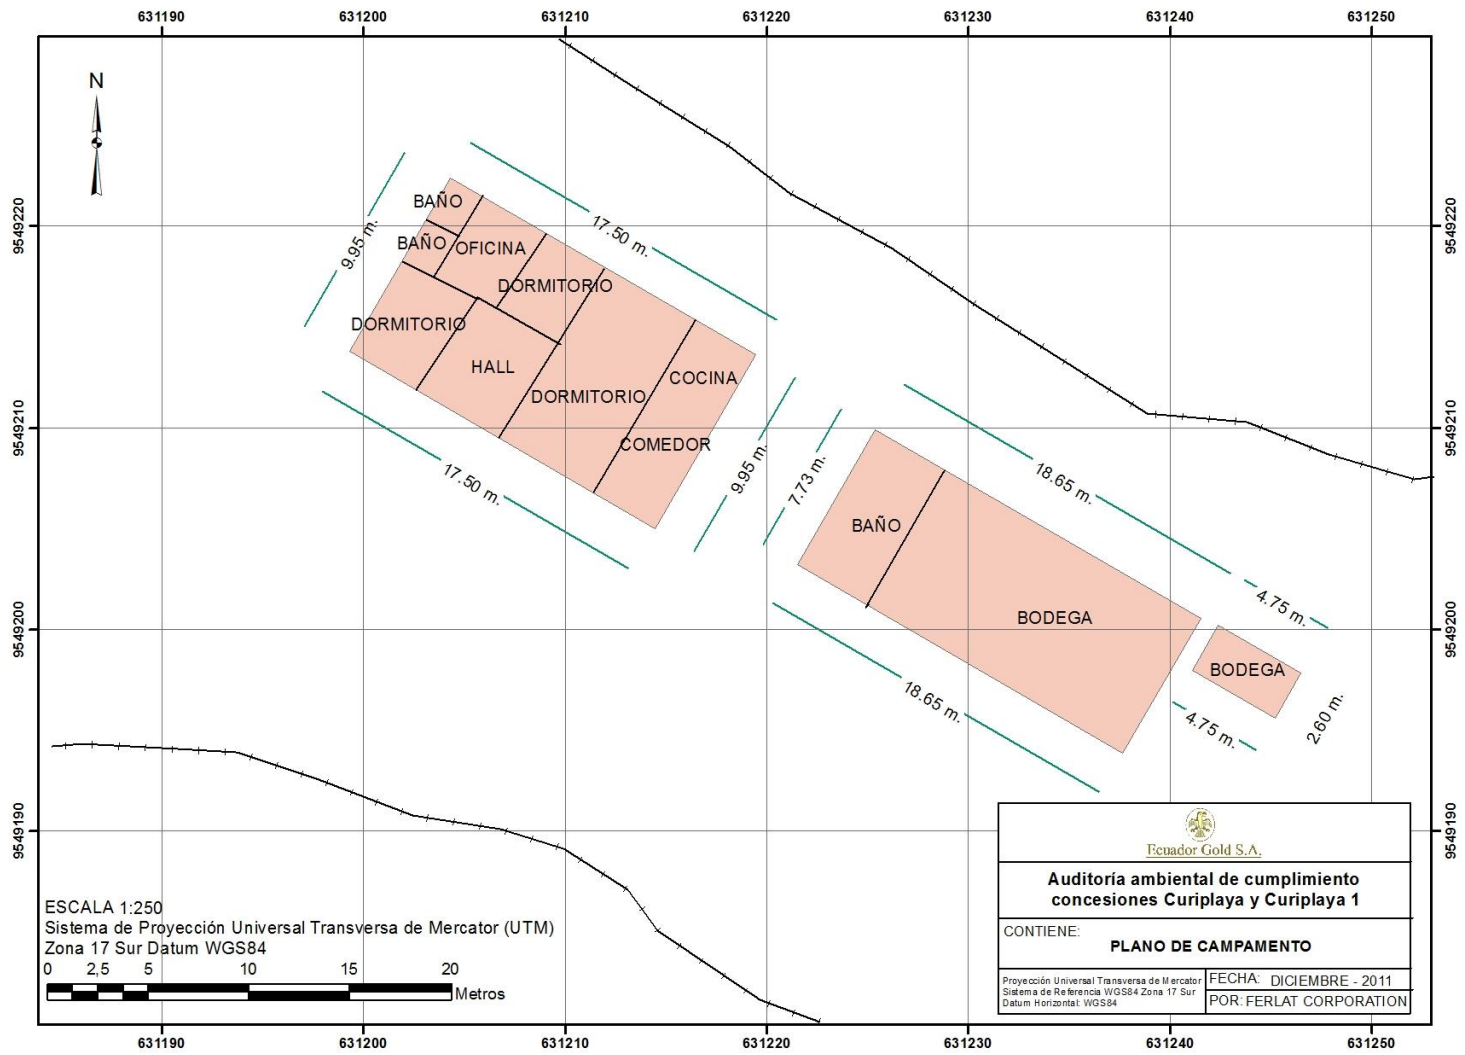 631190 631200 631210 631220 631230 631240 631250
N
9549220
9549220
9549210
9549210
9549200
9549200
9549190
9549190
9.95 m.
17.50 m.
BAÑO
BAÑO
OFICINA
DORMITORIO
DORMITORIO
HALL
DORMITORIO
COCINA
COMEDOR
17.50 m.
9.95 m.
7.73 m.
18.65 m.
BAÑO
BODEGA
18.65 m.
4.75 m.
BODEGA
4.75 m.
2.60 m.
ESCALA 1:250
Sistema de Proyección Universal Transversa de Mercator (UTM)
Zona 17 Sur Datum WGS84
0 2,5 5 10 15 20
Metros
Ecuador Gold S.A.
Auditoría ambiental de cumplimiento
concesiones Curiplaya y Curiplaya 1
CONTIENE:
PLANO DE CAMPAMENTO
Proyección Universal Transversa de Mercator
Sistema de Referencia WGS84 Zona 17 Sur
Datum Horizontal: WGS84
FECHA: DICIEMBRE - 2011
POR: FERLAT CORPORATION
631190 631200 631210 631220 631230 631240 631250